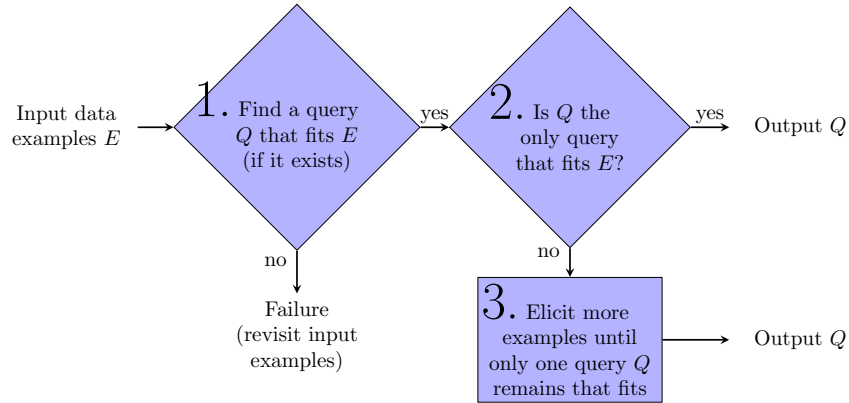 Input data
examples E
1. Find a query
Q that fits E
(if it exists)
yes
2. Is Q the
only query
that fits E?
yes
Output Q
no
Failure
(revisit input
examples)
no
3. Elicit more
examples until
only one query Q
remains that fits
Output Q